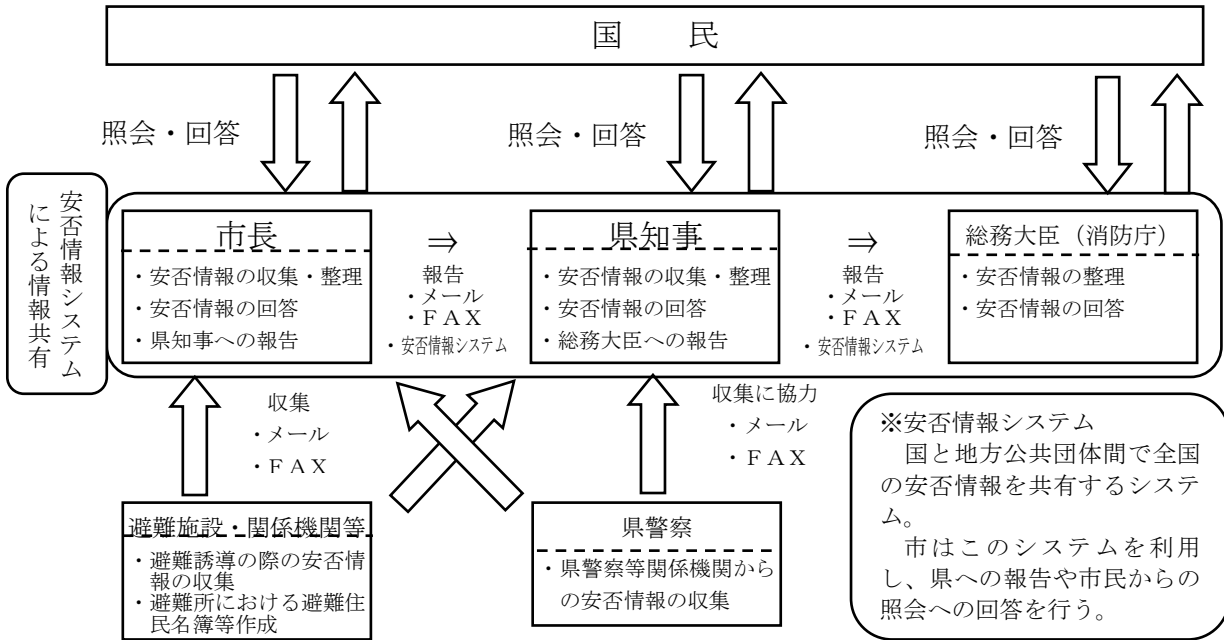 国　民
照会・回答
照会・回答
照会・回答
安否情報システム
による情報共有
市長
・安否情報の収集・整理
・安否情報の回答
・県知事への報告
⇒
報告
・メール
・ＦＡＸ
・安否情報システム
県知事
・安否情報の収集・整理
・安否情報の回答
・総務大臣への報告
⇒
報告
・メール
・ＦＡＸ
・安否情報システム
総務大臣（消防庁）
・安否情報の整理
・安否情報の回答
収集
・メール
・ＦＡＸ
収集に協力
・メール
・ＦＡＸ
避難施設・関係機関等
・避難誘導の際の安否情
報の収集
・避難所における避難住
民名簿等作成
県警察
・県警察等関係機関から
の安否情報の収集
※安否情報システム
　国と地方公共団体間で全国
の安否情報を共有するシステ
ム。
　市はこのシステムを利用
し、県への報告や市民からの
照会への回答を行う。